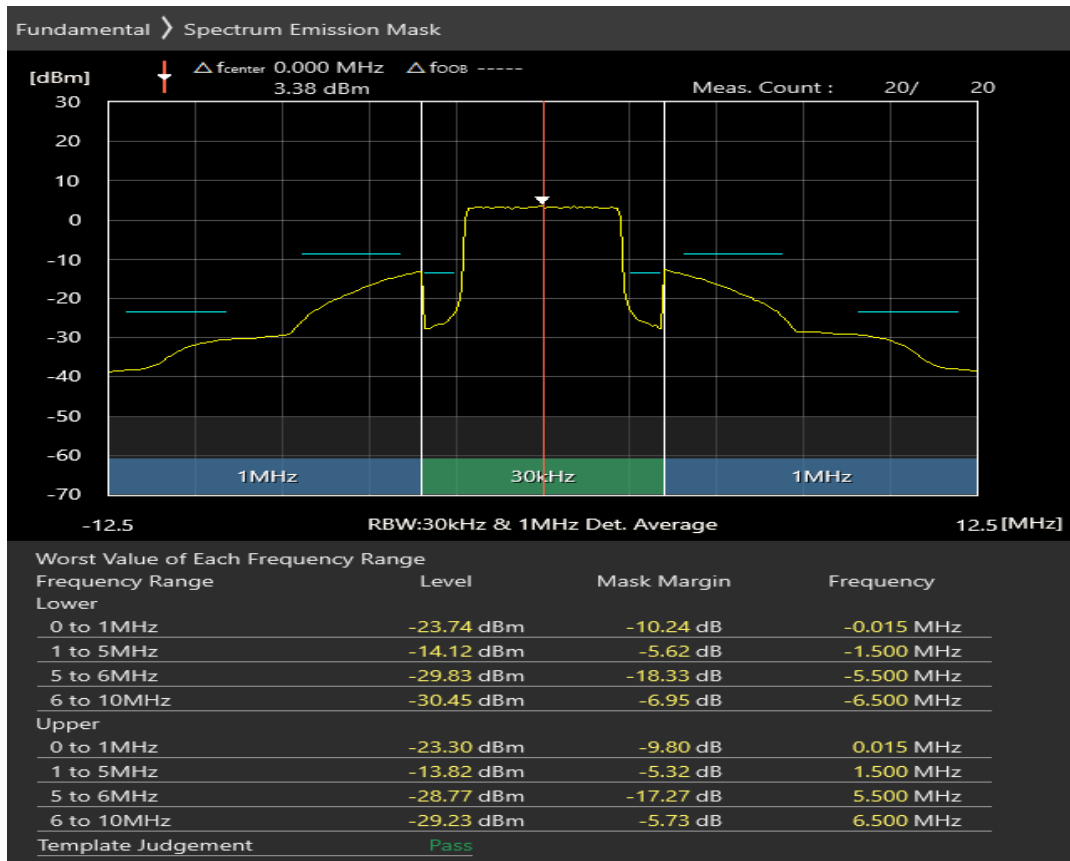 Fundamental 〉 Spectrum Emission Mask
[dBm] △ fcenter 0.000 MHz △ fOOB -----
3.38 dBm Meas. Count : 20/ 20
30
20
10
0
-10
-20
-30
-40
-50
-60
-70
1MHz 30kHz 1MHz
-12.5 RBW:30kHz & 1MHz Det. Average 12.5 [MHz]
Worst Value of Each Frequency Range
Frequency Range Level Mask Margin Frequency
Lower
0 to 1MHz -23.74 dBm -10.24 dB -0.015 MHz
1 to 5MHz -14.12 dBm -5.62 dB -1.500 MHz
5 to 6MHz -29.83 dBm -18.33 dB -5.500 MHz
6 to 10MHz -30.45 dBm -6.95 dB -6.500 MHz
Upper
0 to 1MHz -23.30 dBm -9.80 dB 0.015 MHz
1 to 5MHz -13.82 dBm -5.32 dB 1.500 MHz
5 to 6MHz -28.77 dBm -17.27 dB 5.500 MHz
6 to 10MHz -29.23 dBm -5.73 dB 6.500 MHz
Template Judgement Pass